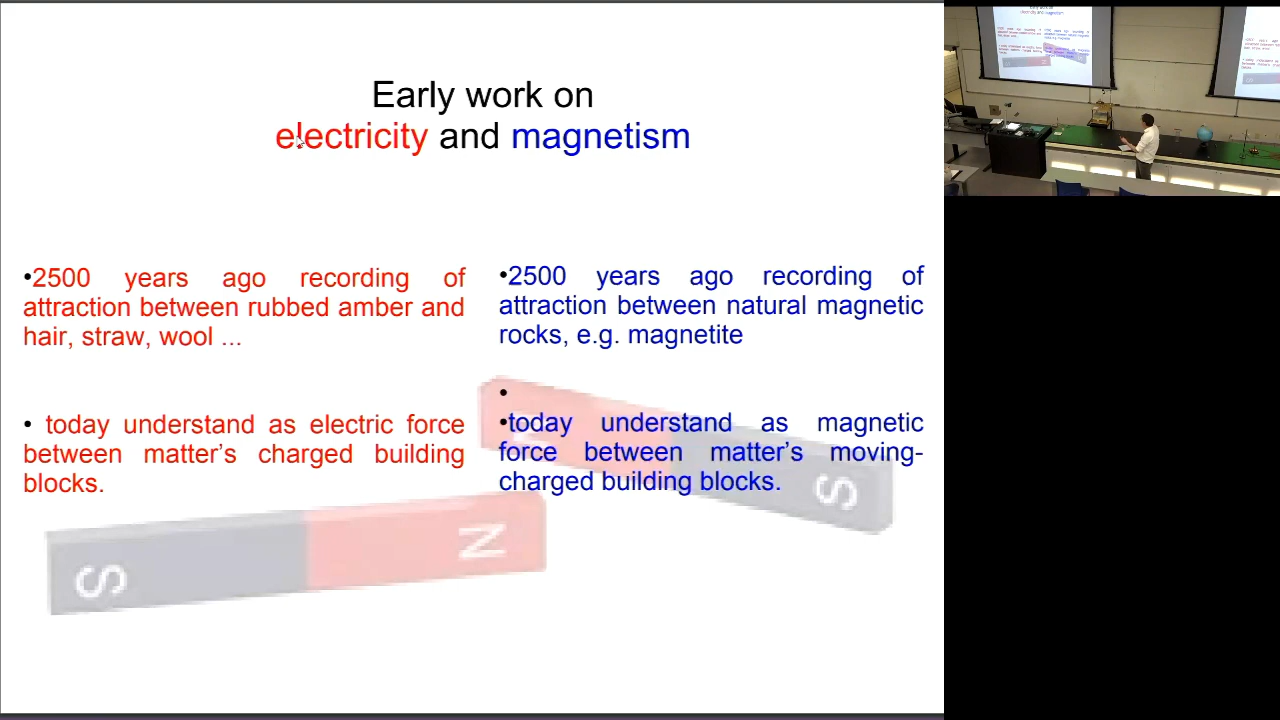 Early work on
electricity and magnetism
•2500 years ago recording of
attraction between rubbed amber and
hair, straw, wool ...
• today understand as electric force
between matter’s charged building
blocks.
•2500 years ago recording of
attraction between natural magnetic
rocks, e.g. magnetite
•
•today understand as magnetic
force between matter’s moving-
charged building blocks.
N
S
S
N